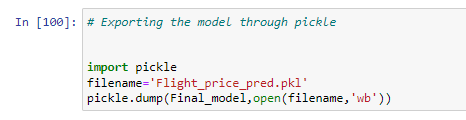 In [100]: # Exporting the model through pickle
import pickle
filename='Flight_price_pred.pkl'
pickle.dump(Final_model,open(filename,'wb'))